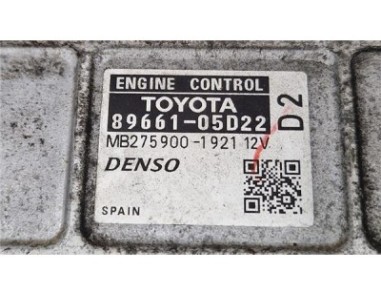 ENGINE CONTROL
TOYOTA
89661-05D22
D2
MB275900-1921 12V
DENSO
SPAIN